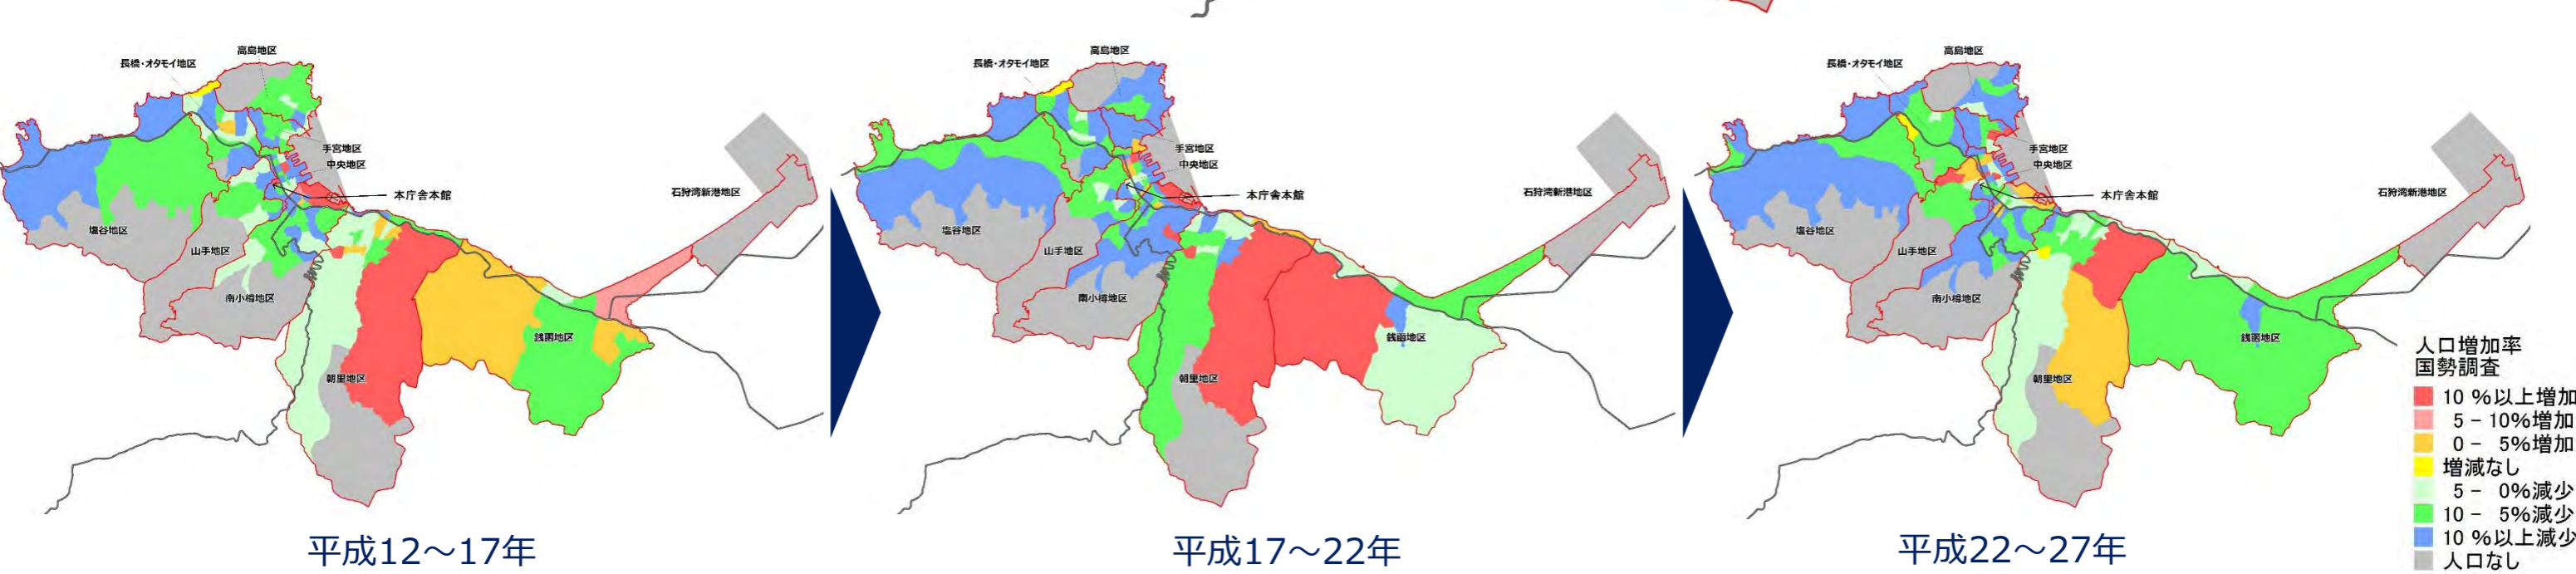 高島地区
長橋・オタモイ地区
手宮地区
中央地区
石狩湾新港地区
本庁舎本館
塩谷地区
山手地区
南小樽地区
銭函地区
朝里地区
平成12～17年
高島地区
長橋・オタモイ地区
手宮地区
中央地区
石狩湾新港地区
本庁舎本館
塩谷地区
山手地区
南小樽地区
銭函地区
朝里地区
平成17～22年
高島地区
長橋・オタモイ地区
手宮地区
中央地区
石狩湾新港地区
本庁舎本館
塩谷地区
山手地区
南小樽地区
銭函地区
朝里地区
平成22～27年
人口増加率
国勢調査
10 %以上増加
5 - 10%増加
0 - 5%増加
増減なし
5 - 0%減少
10 - 5%減少
10 %以上減少
人口なし